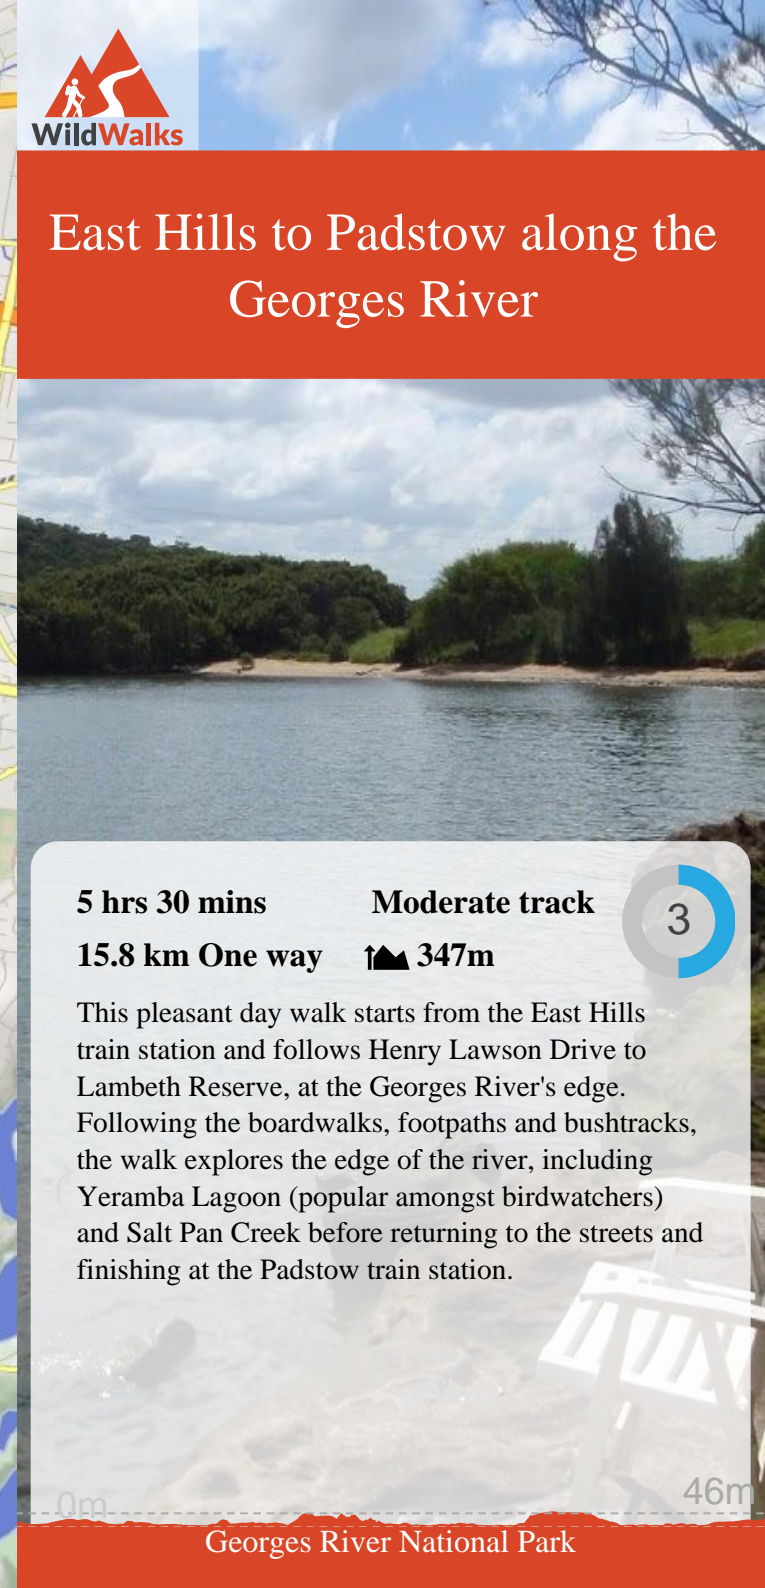 WildWalks
East Hills to Padstow along the
Georges River
5 hrs 30 mins
Moderate track
3
15.8 km One way
347m
This pleasant day walk starts from the East Hills
train station and follows Henry Lawson Drive to
Lambeth Reserve, at the Georges River's edge.
Following the boardwalks, footpaths and bushtracks,
the walk explores the edge of the river, including
Yeramba Lagoon (popular amongst birdwatchers)
and Salt Pan Creek before returning to the streets and
finishing at the Padstow train station.
46m
0m
Georges River National Park